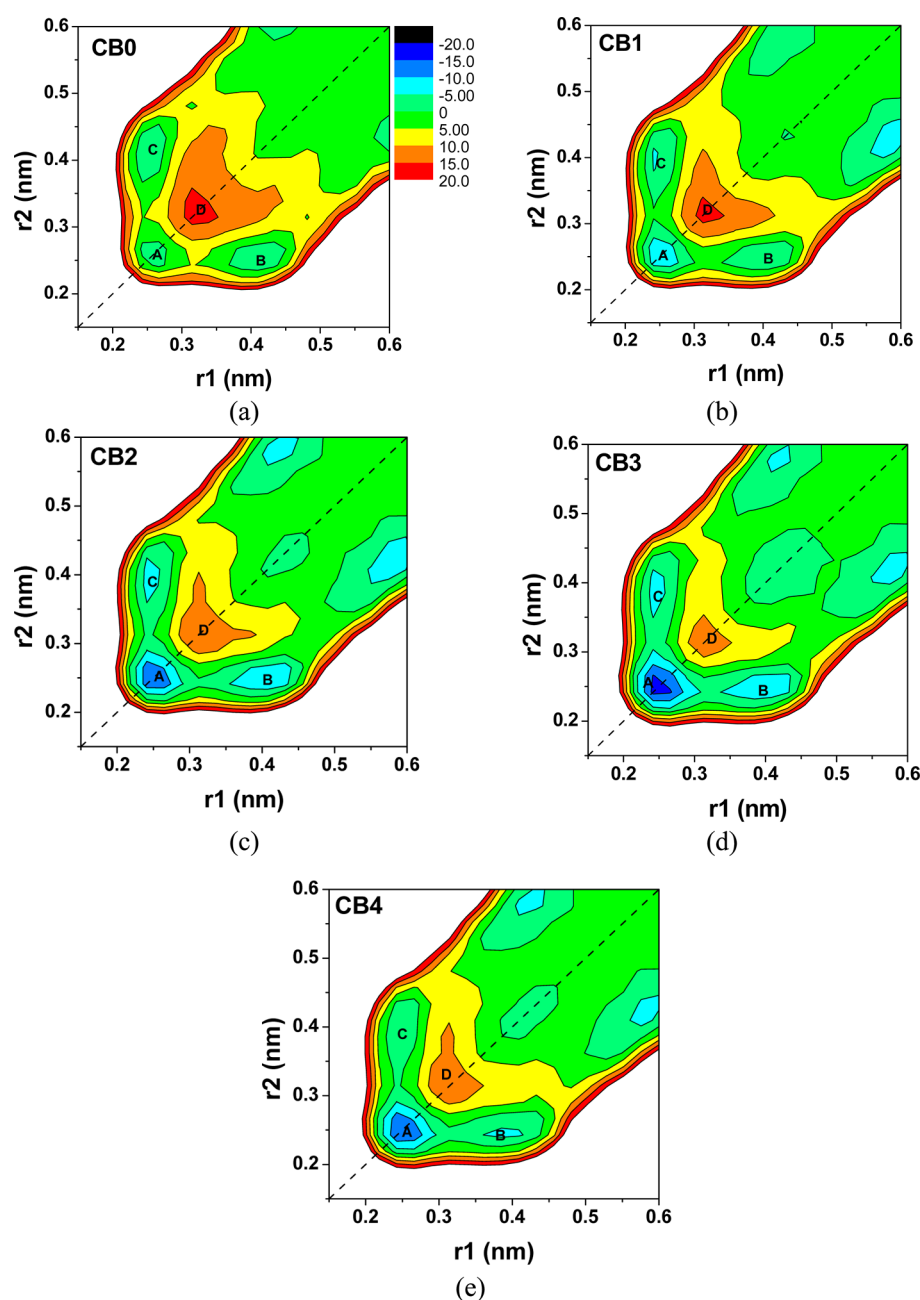 CB0
0.6
0.5
0.4
0.3
0.2
r2 (nm)
C
D
A
B
0.2 0.3 0.4 0.5 0.6
r1 (nm)
(a)
-20.0
-15.0
-10.0
-5.00
0
5.00
10.0
15.0
20.0
CB1
0.6
0.5
0.4
0.3
0.2
r2 (nm)
C
D
A
B
0.2 0.3 0.4 0.5 0.6
r1 (nm)
(b)
CB2
0.6
0.5
0.4
0.3
0.2
r2 (nm)
C
D
A
B
0.2 0.3 0.4 0.5 0.6
r1 (nm)
(c)
CB3
0.6
0.5
0.4
0.3
0.2
r2 (nm)
C
D
A
B
0.2 0.3 0.4 0.5 0.6
r1 (nm)
(d)
CB4
0.6
0.5
0.4
0.3
0.2
r2 (nm)
C
D
A
B
0.2 0.3 0.4 0.5 0.6
r1 (nm)
(e)